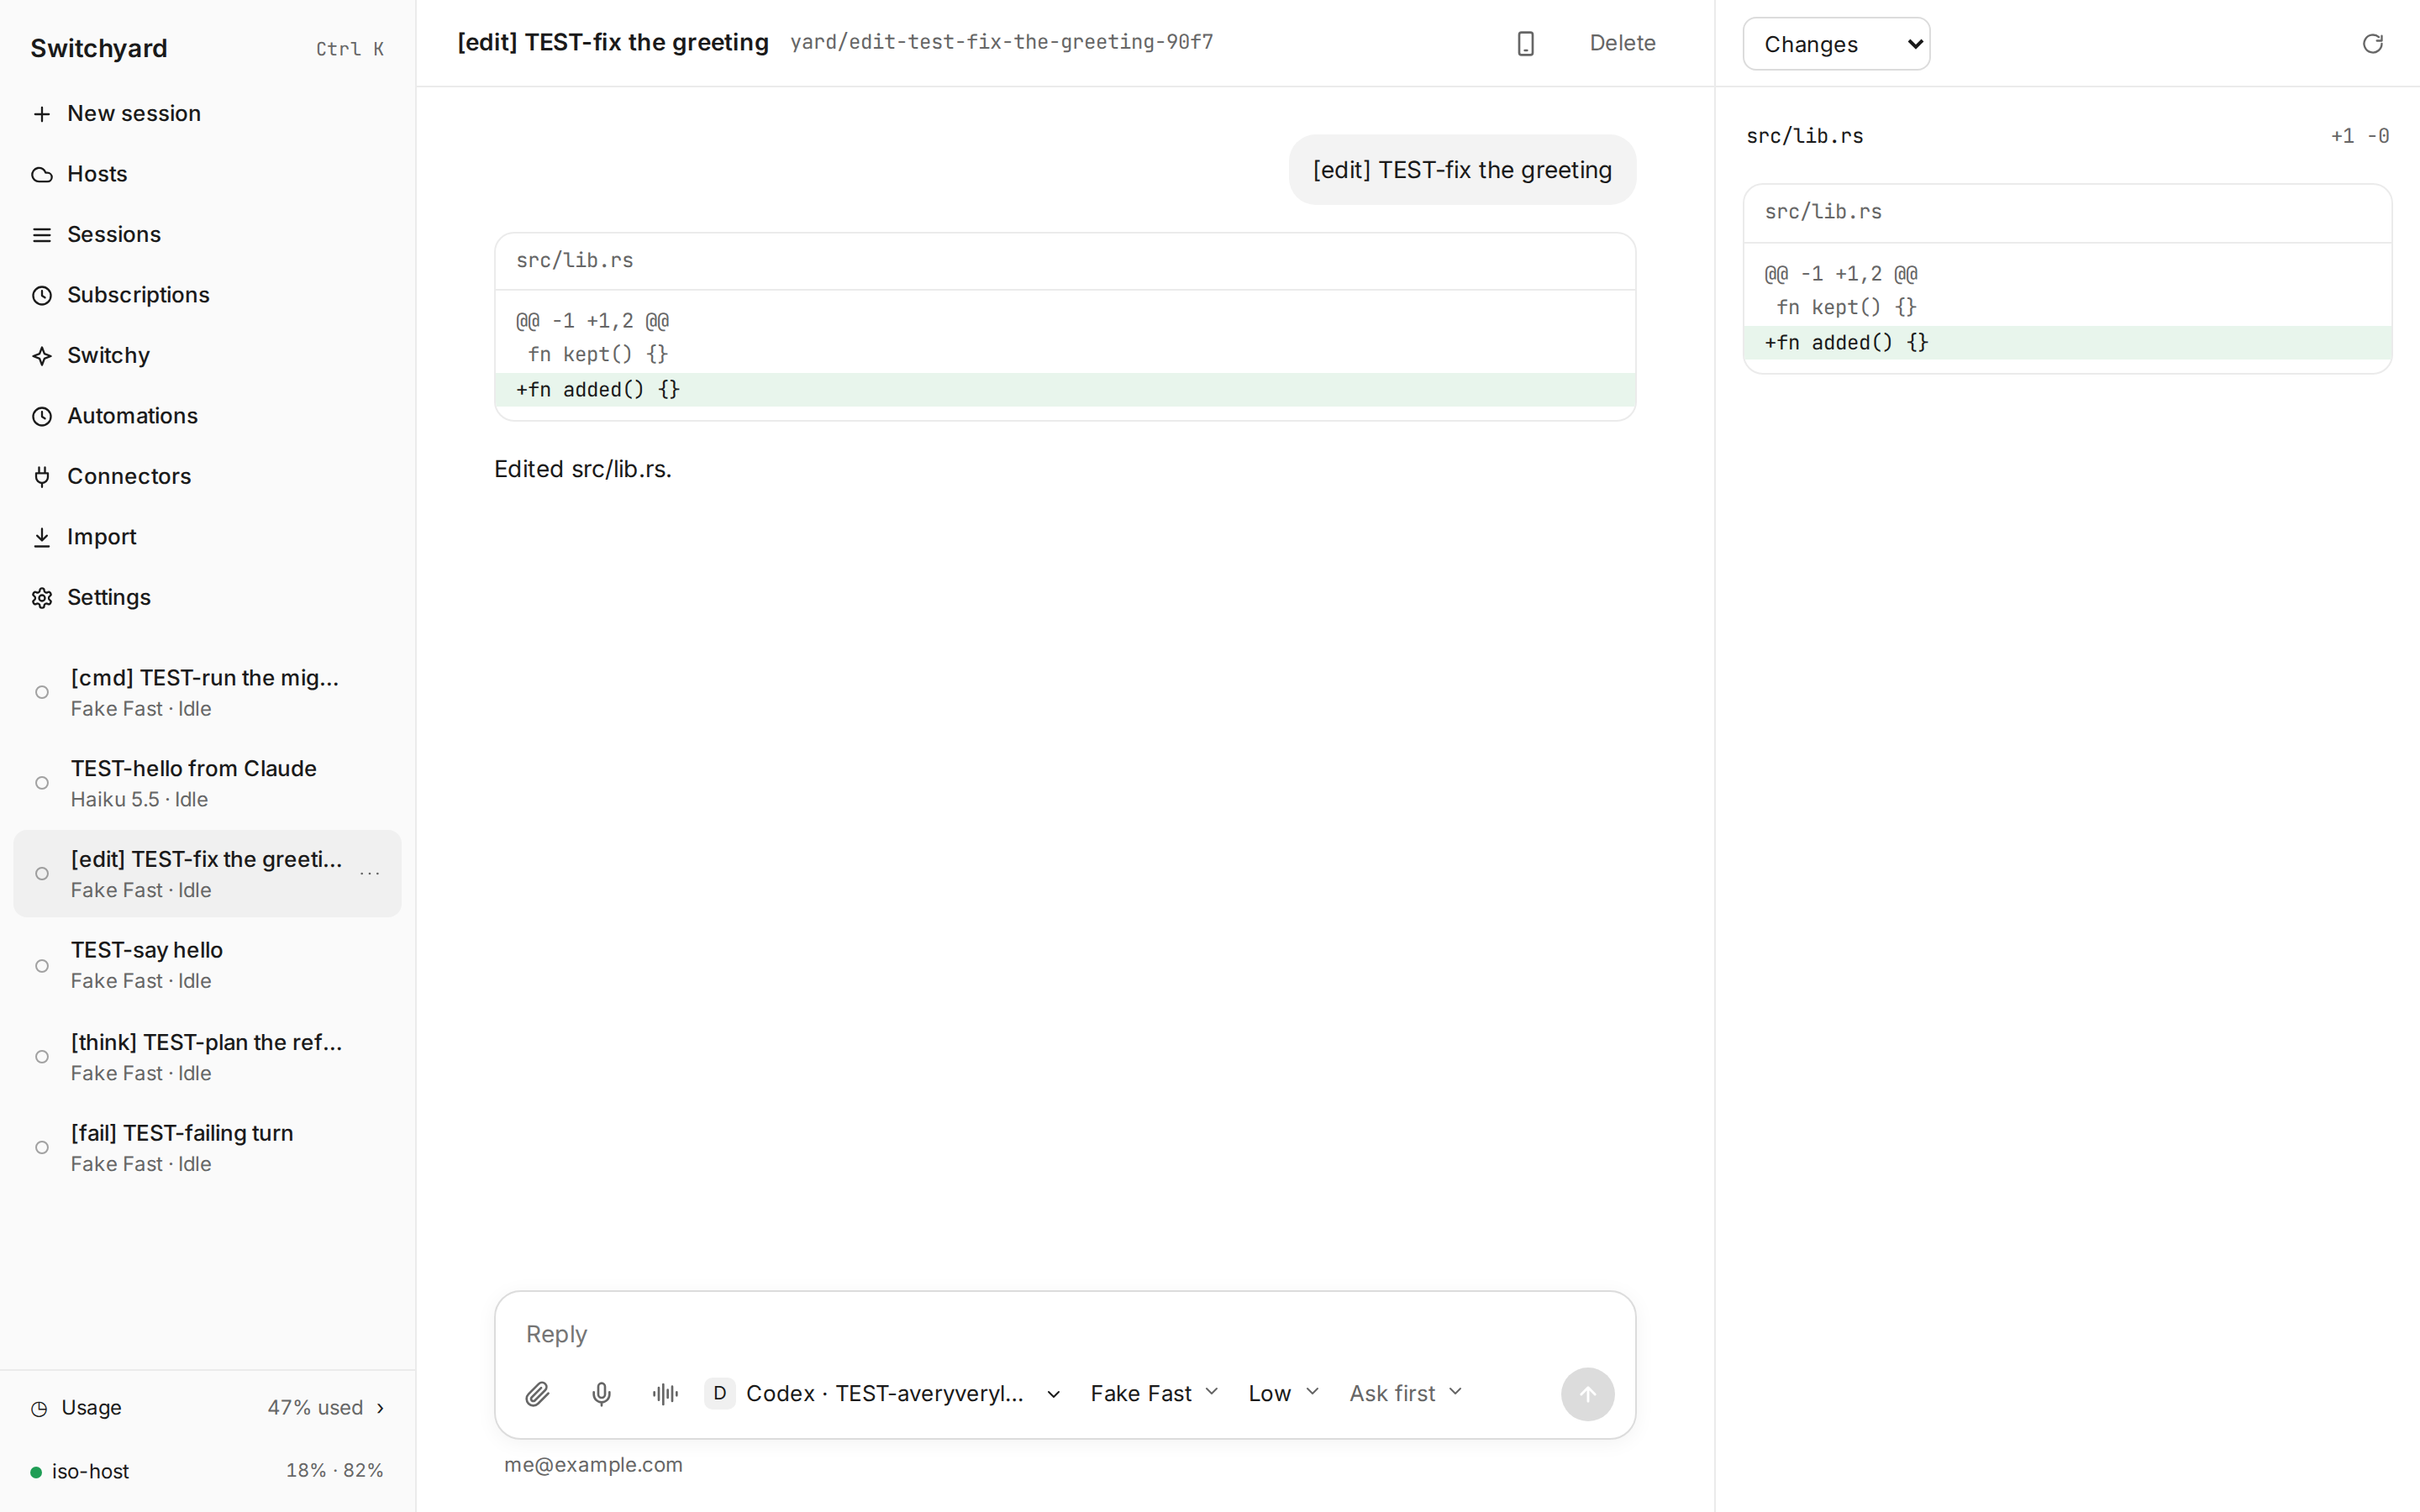 Switchyard
Ctrl K
New session
Hosts
Sessions
Subscriptions
Switchy
Automations
Connectors
Import
Settings
[cmd] TEST-run the mig...
Fake Fast · Idle
TEST-hello from Claude
Haiku 5.5 · Idle
[edit] TEST-fix the greeti...
...
Fake Fast · Idle
TEST-say hello
Fake Fast · Idle
[think] TEST-plan the ref...
Fake Fast · Idle
[fail] TEST-failing turn
Fake Fast · Idle
Usage
47% used ›
iso-host
18% · 82%
[edit] TEST-fix the greeting
yard/edit-test-fix-the-greeting-90f7
Delete
[edit] TEST-fix the greeting
src/lib.rs
@@ -1 +1,2 @@
 fn kept() {}
+fn added() {}
Edited src/lib.rs.
Reply
D Codex · TEST-averyveryl...
Fake Fast
Low
Ask first
me@example.com
Changes
src/lib.rs
+1 -0
src/lib.rs
@@ -1 +1,2 @@
 fn kept() {}
+fn added() {}